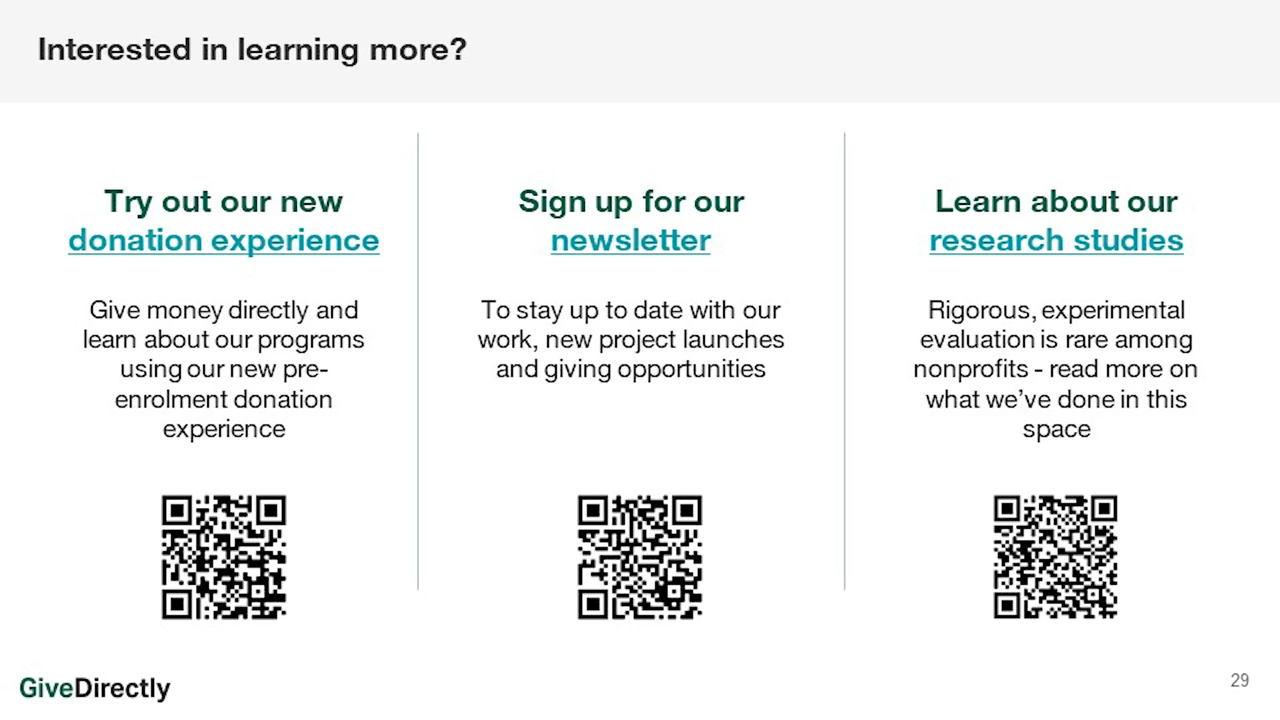 Interested in learning more?
Try out our new
donation experience
Give money directly and
learn about our programs
using our new pre-
enrolment donation
experience
Sign up for our
newsletter
To stay up to date with our
work, new project launches
and giving opportunities
Learn about our
research studies
Rigorous, experimental
evaluation is rare among
nonprofits - read more on
what we’ve done in this
space
GiveDirectly
29